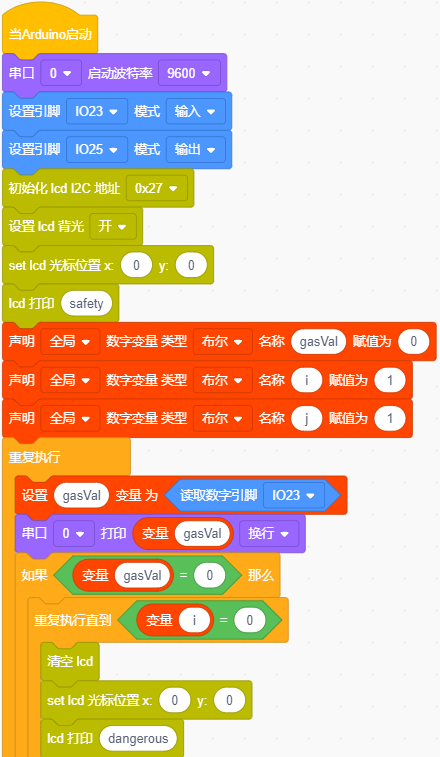 当Arduino启动
串口 0 启动波特率 9600
设置引脚 IO23 模式 输入
设置引脚 IO25 模式 输出
初始化 lcd I2C 地址 0x27
设置 lcd 背光 开
set lcd 光标位置 x: 0 y: 0
lcd 打印 safety
声明 全局 数字变量 类型 布尔 名称 gasVal 赋值为 0
声明 全局 数字变量 类型 布尔 名称 i 赋值为 1
声明 全局 数字变量 类型 布尔 名称 j 赋值为 1
重复执行
设置 gasVal 变量 为 读取数字引脚 IO23
串口 0 打印 变量 gasVal 换行
如果 变量 gasVal = 0 那么
重复执行直到 变量 i = 0
清空 lcd
set lcd 光标位置 x: 0 y: 0
lcd 打印 dangerous